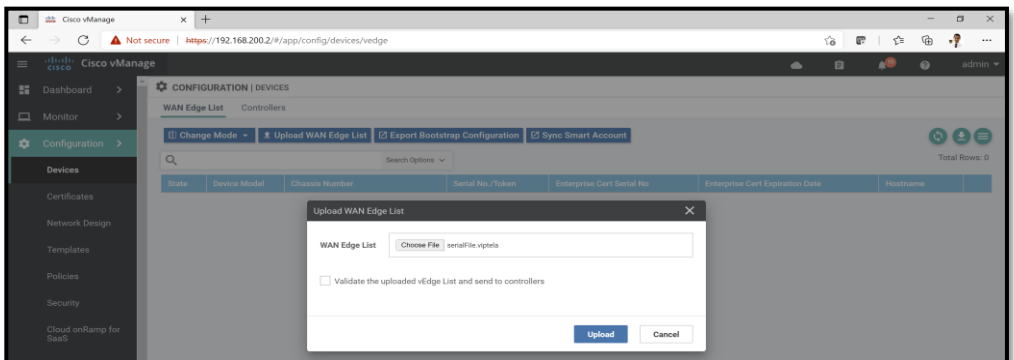 Cisco vManage
Not secure https://192.168.200.2/#/app/config/devices/vedge
CISCO Cisco vManage
admin
Dashboard
Monitor
Configuration
Devices
Certificates
Network Design
Templates
Policies
Security
Cloud onRamp for
SaaS
CONFIGURATION | DEVICES
WAN Edge List Controllers
Change Mode Upload WAN Edge List Export Bootstrap Configuration Sync Smart Account
Search Options
Total Rows: 0
State Device Model Chassis Number Serial No./Token Enterprise Cert Serial No Enterprise Cert Expiration Date Hostname
Upload WAN Edge List
WAN Edge List Choose File serialFile.viptela
Validate the uploaded vEdge List and send to controllers
Upload Cancel